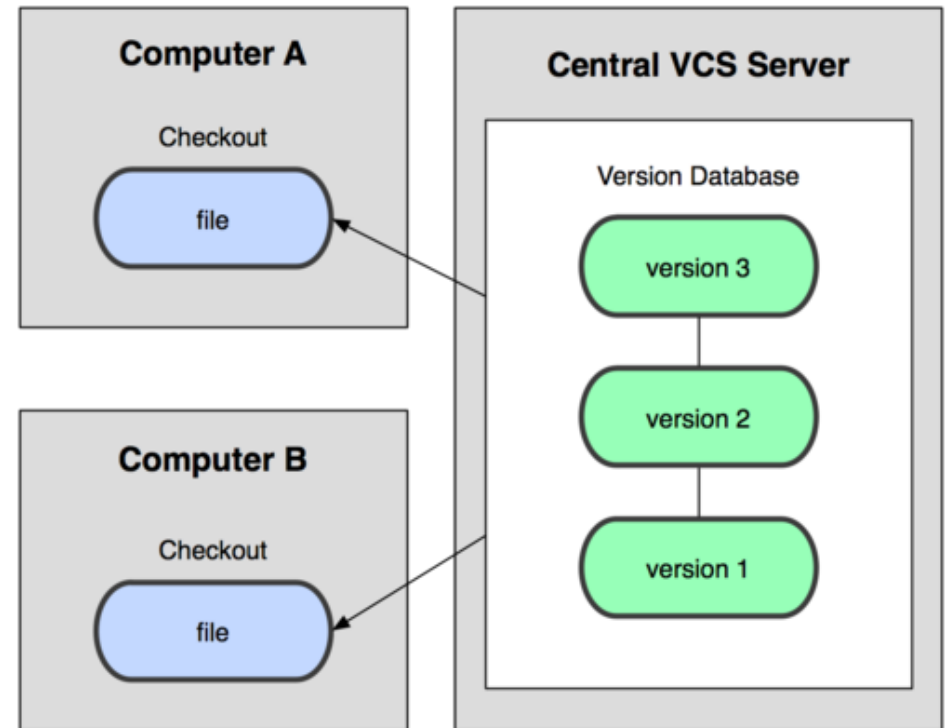 Computer A
Checkout
file
Computer B
Checkout
file
Central VCS Server
Version Database
version 3
version 2
version 1